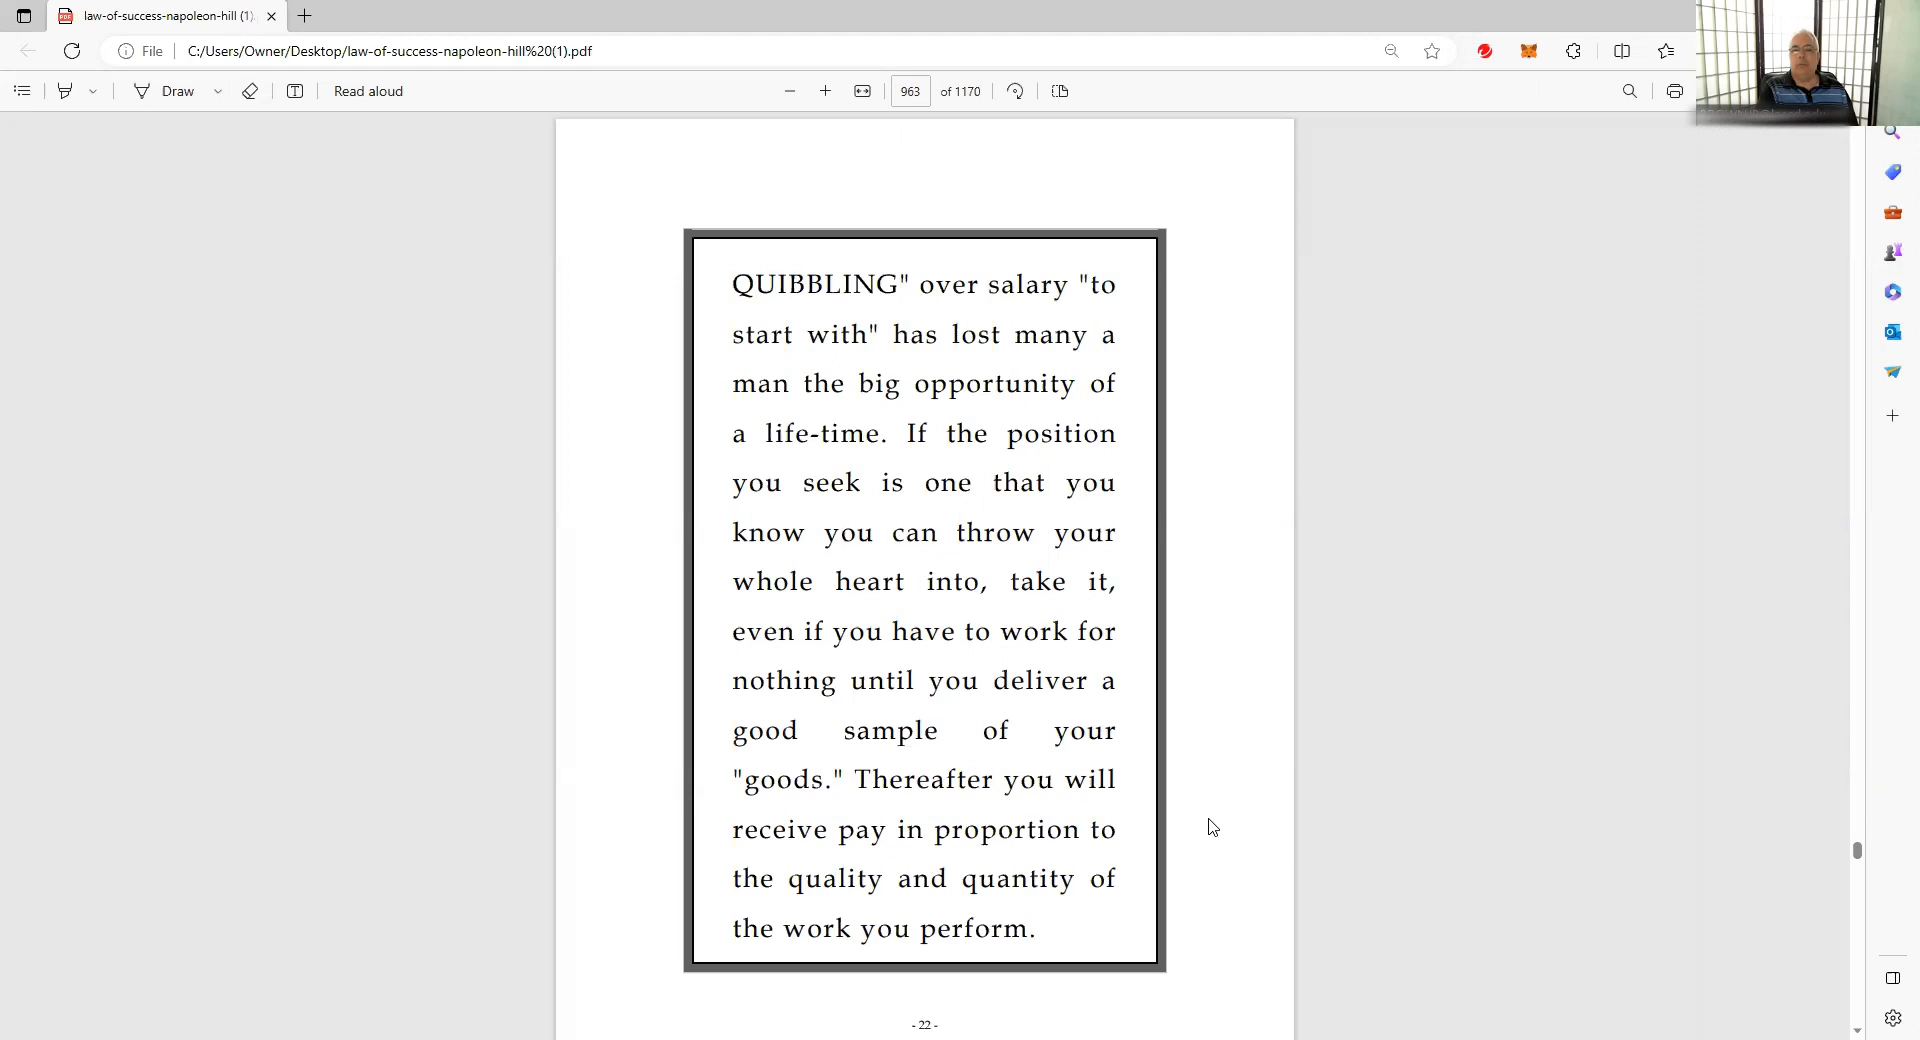 law-of-success-napoleon-hill (1).
File
C:/Users/Owner/Desktop/law-of-success-napoleon-hill%20(1).pdf
Draw
Read aloud
963
of 1170
QUIBBLING" over salary "to
start with" has lost many a
man the big opportunity of
a life-time. If the position
you seek is one that you
know you can throw your
whole heart into, take it,
even if you have to work for
nothing until you deliver a
good sample of your
"goods." Thereafter you will
receive pay in proportion to
the quality and quantity of
the work you perform.
- 22 -